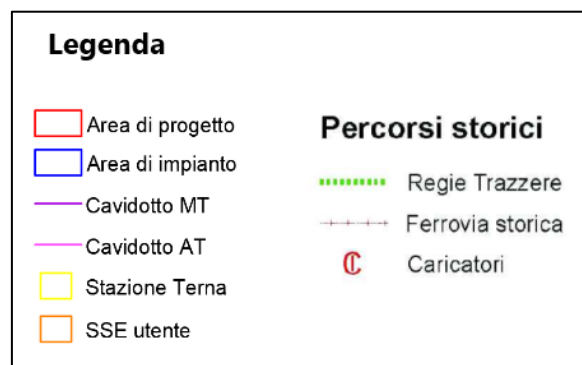 Legenda
Area di progetto
Area di impianto
Cavidotto MT
Cavidotto AT
Stazione Terna
SSE utente
Percorsi storici
Regie Trazzere
Ferrovia storica
Caricatori